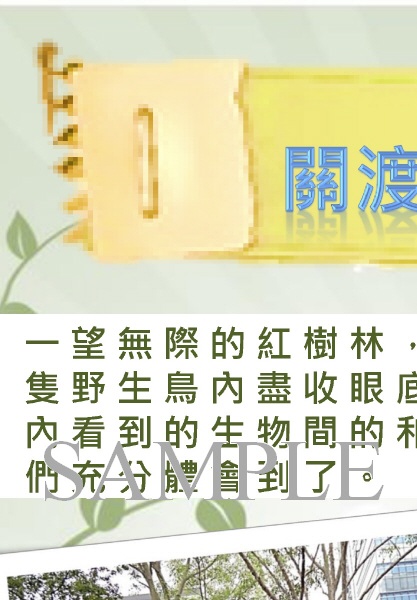 關渡
一望無際的紅樹林，
隻野生鳥內盡收眼底
內看到的生物間的和
們充分體會到了。
SAMPLE